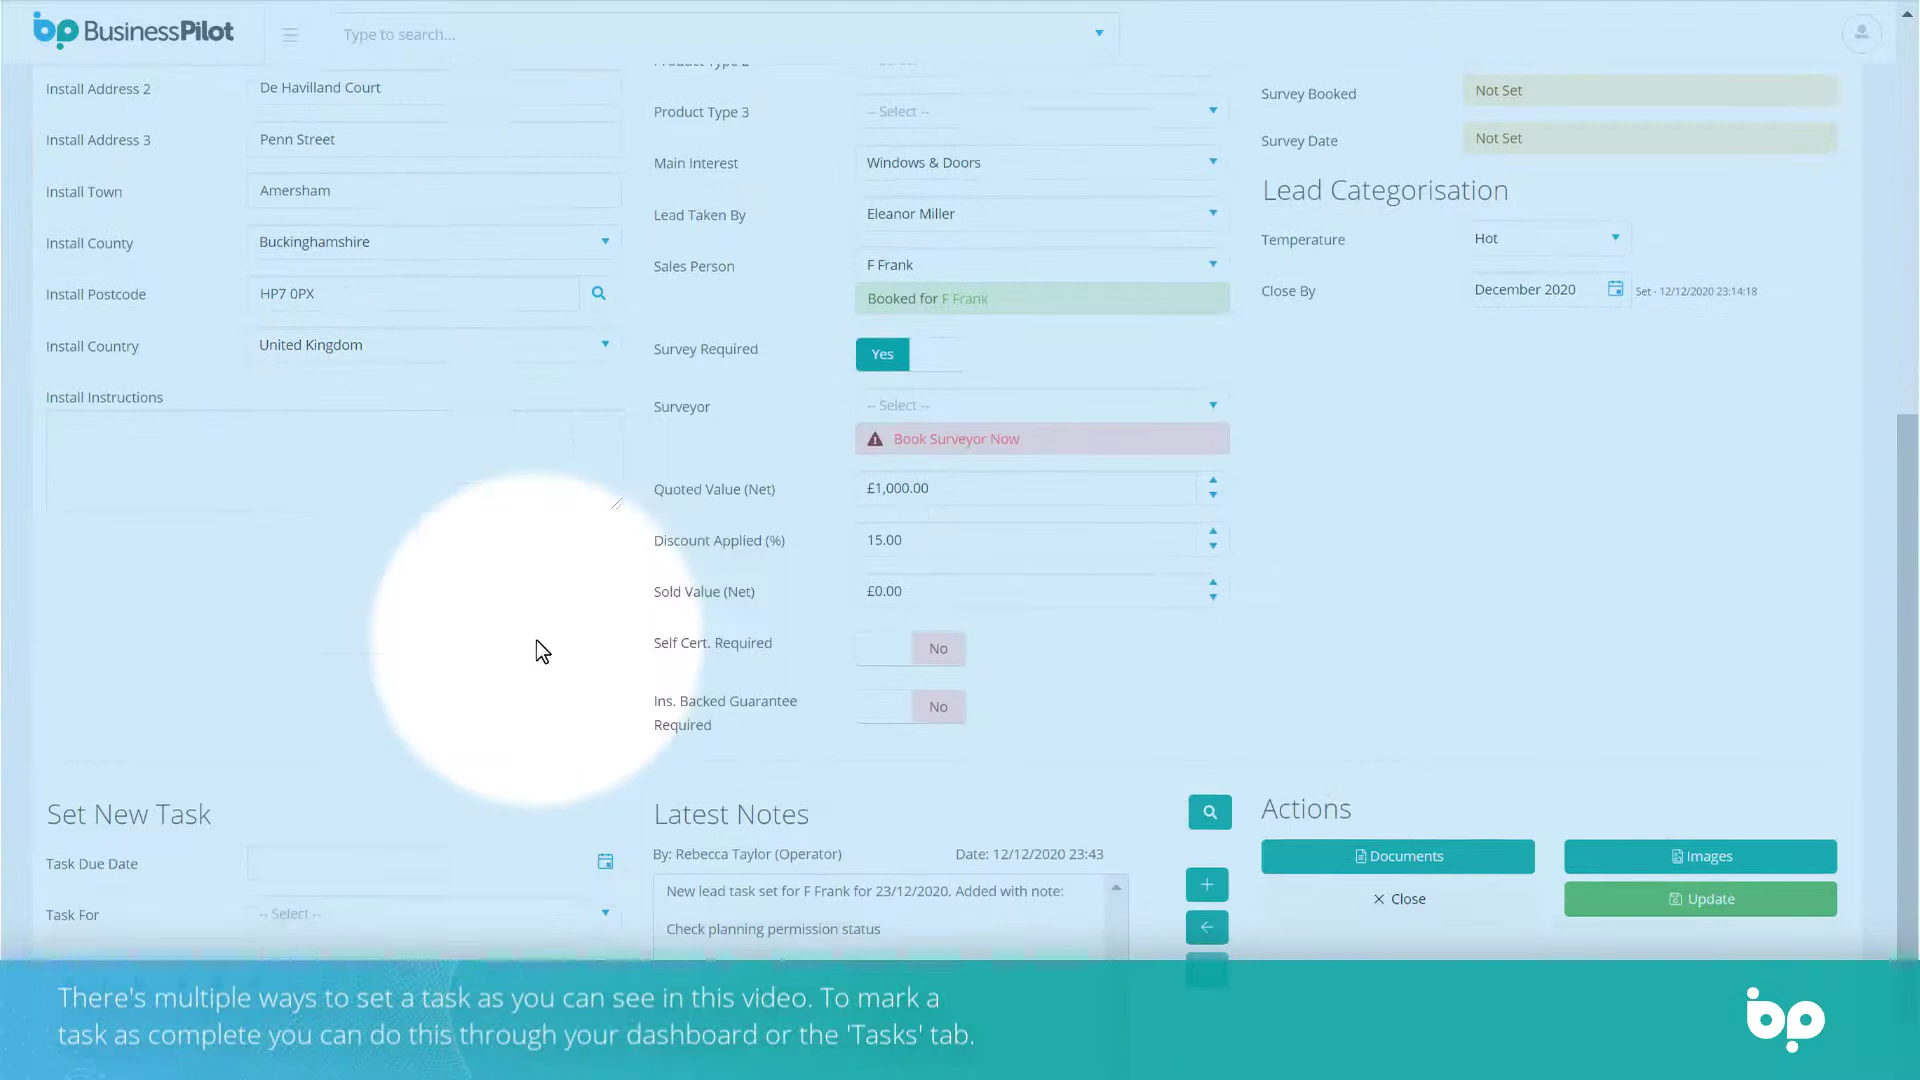 bp BusinessPilot
Type to search...
Install Address 2
De Havilland Court
Install Address 3
Penn Street
Install Town
Amersham
Install County
Buckinghamshire
Install Postcode
HP7 0PX
Install Country
United Kingdom
Install Instructions
Product Type 2
-- Select --
Product Type 3
-- Select --
Main Interest
Windows & Doors
Lead Taken By
Eleanor Miller
Sales Person
F Frank
Booked for F Frank
Survey Required
Yes
Surveyor
-- Select --
Book Surveyor Now
Quoted Value (Net)
£1,000.00
Discount Applied (%)
15.00
Sold Value (Net)
£0.00
Self Cert. Required
No
Ins. Backed Guarantee
Required
No
Survey Booked
Not Set
Survey Date
Not Set
Lead Categorisation
Temperature
Hot
Close By
December 2020
Set - 12/12/2020 23:14:18
Set New Task
Task Due Date
Task For
-- Select --
Latest Notes
By: Rebecca Taylor (Operator)
Date: 12/12/2020 23:43
New lead task set for F Frank for 23/12/2020. Added with note:
Check planning permission status
Actions
Documents
Images
Close
Update
There's multiple ways to set a task as you can see in this video. To mark a
task as complete you can do this through your dashboard or the 'Tasks' tab.
bp